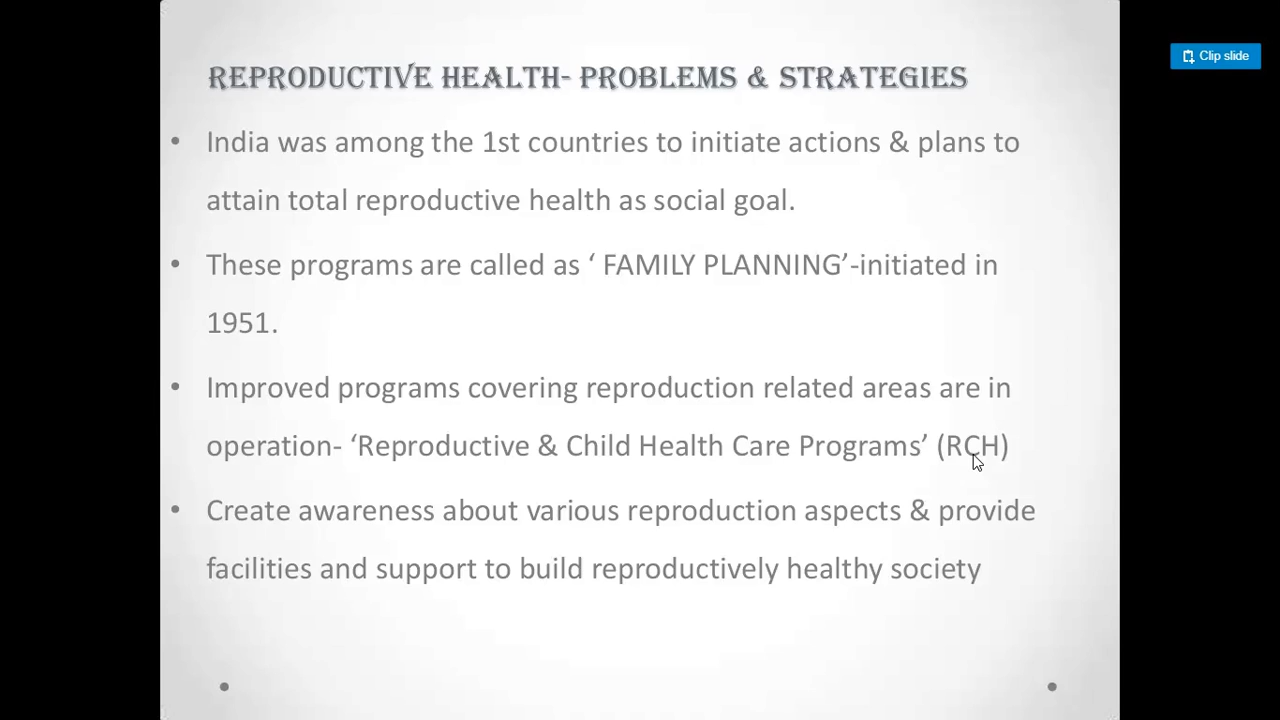 Clip slide
REPRODUCTIVE HEALTH- PROBLEMS & STRATEGIES
• India was among the 1st countries to initiate actions & plans to
attain total reproductive health as social goal.
• These programs are called as ‘ FAMILY PLANNING’-initiated in
1951.
• Improved programs covering reproduction related areas are in
operation- ‘Reproductive & Child Health Care Programs’ (RCH)
• Create awareness about various reproduction aspects & provide
facilities and support to build reproductively healthy society